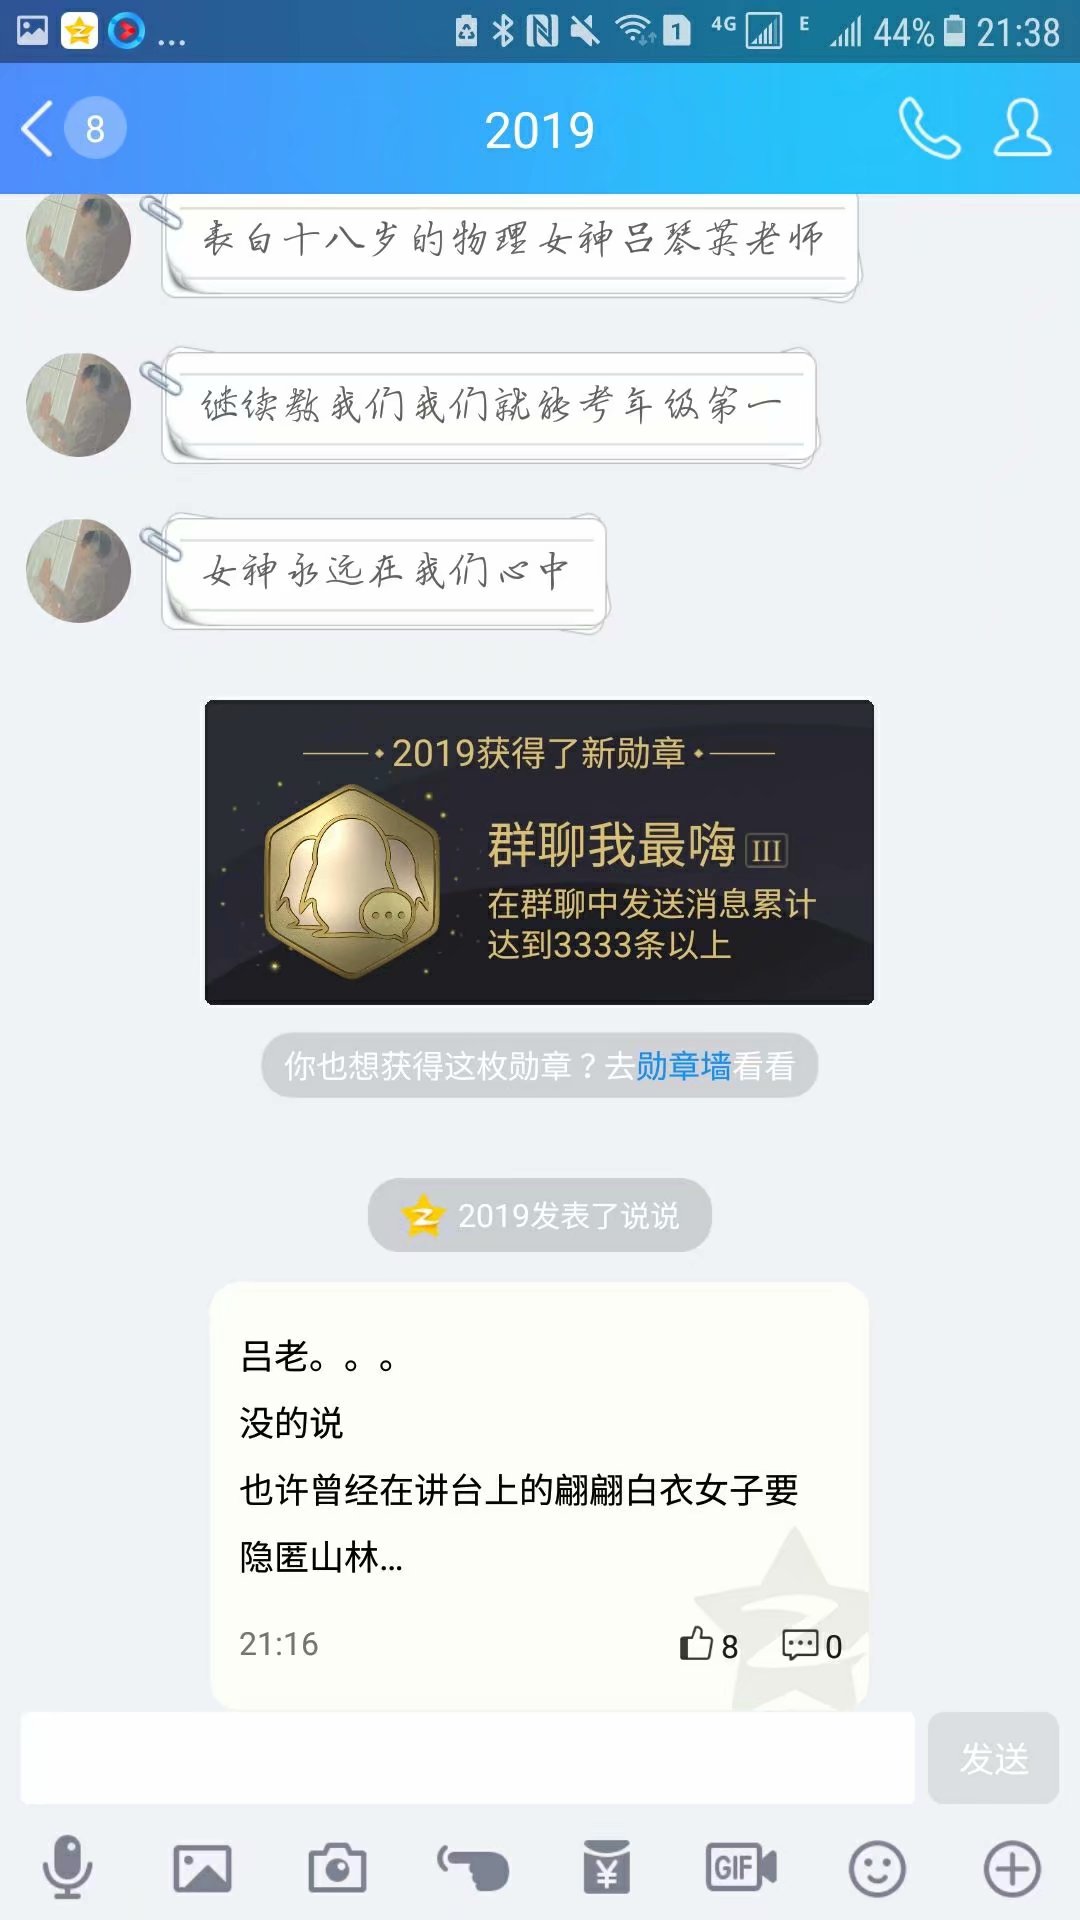 ... 1 4G E 44% 21:38
8 2019
表白十八岁的物理女神吕琴英老师
继续教我们我们就能考年级第一
女神永远在我们心中
2019获得了新勋章
群聊我最嗨 III
在群聊中发送消息累计
达到3333条以上
你也想获得这枚勋章？去勋章墙看看
2019发表了说说
吕老。。。
没的说
也许曾经在讲台上的翩翩白衣女子要
隐匿山林...
21:16 8 0
发送
¥ GIF